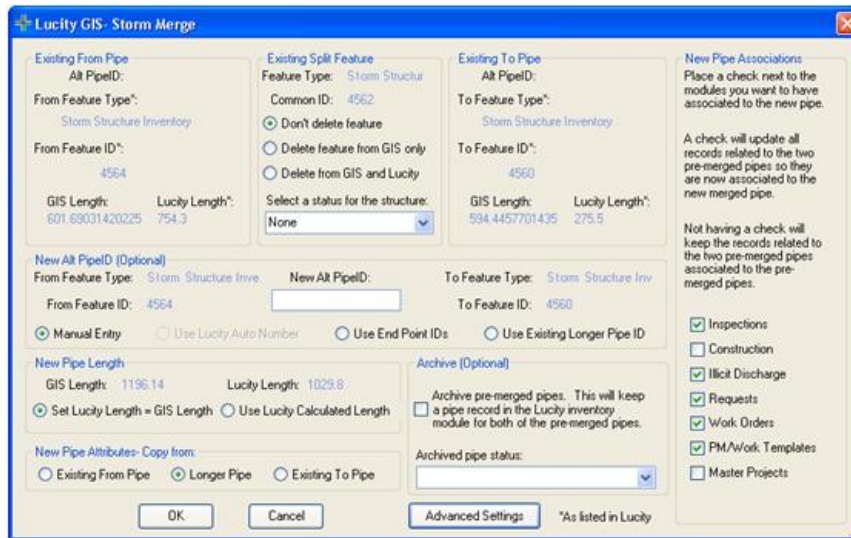 Lucity GIS- Storm Merge
Existing From Pipe
Alt PipeID:
From Feature Type*:
Storm Structure Inventory
From Feature ID*:
4564
GIS Length:
Lucity Length*:
601.69031420225
754.3
Existing Split Feature
Feature Type: Storm Structur
Common ID: 4562
Don't delete feature
Delete feature from GIS only
Delete from GIS and Lucity
Select a status for the structure:
None
Existing To Pipe
Alt PipeID:
To Feature Type*:
Storm Structure Inventory
To Feature ID*:
4560
GIS Length:
Lucity Length*:
594.4457701435
275.5
New Alt PipeID (Optional)
From Feature Type: Storm Structure Inve
New Alt PipeID:
To Feature Type: Storm Structure Inv
From Feature ID: 4564
To Feature ID: 4560
Manual Entry
Use Lucity Auto Number
Use End Point IDs
Use Existing Longer Pipe ID
New Pipe Length
GIS Length: 1196.14
Lucity Length: 1029.8
Set Lucity Length = GIS Length
Use Lucity Calculated Length
New Pipe Attributes- Copy from:
Existing From Pipe
Longer Pipe
Existing To Pipe
Archive (Optional)
Archive pre-merged pipes. This will keep
a pipe record in the Lucity inventory
module for both of the pre-merged pipes.
Archived pipe status:
OK
Cancel
Advanced Settings
*As listed in Lucity
New Pipe Associations
Place a check next to the
modules you want to have
associated to the new pipe.
A check will update all
records related to the two
pre-merged pipes so they
are now associated to the
new merged pipe.
Not having a check will
keep the records related to
the two pre-merged pipes
associated to the pre-
merged pipes.
Inspections
Construction
Illicit Discharge
Requests
Work Orders
PM/Work Templates
Master Projects